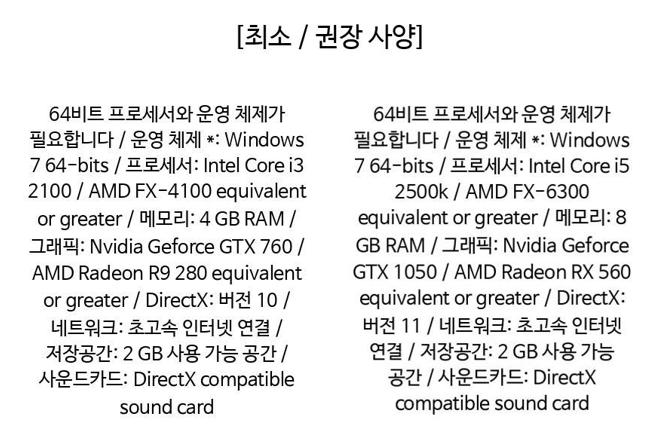 [최소 / 권장 사양]
64비트 프로세서와 운영 체제가
필요합니다 / 운영 체제 *: Windows
7 64-bits / 프로세서: Intel Core i3
2100 / AMD FX-4100 equivalent
or greater / 메모리: 4 GB RAM /
그래픽: Nvidia Geforce GTX 760 /
AMD Radeon R9 280 equivalent
or greater / DirectX: 버전 10 /
네트워크: 초고속 인터넷 연결 /
저장공간: 2 GB 사용 가능 공간 /
사운드카드: DirectX compatible
sound card
64비트 프로세서와 운영 체제가
필요합니다 / 운영 체제 *: Windows
7 64-bits / 프로세서: Intel Core i5
2500k / AMD FX-6300
equivalent or greater / 메모리: 8
GB RAM / 그래픽: Nvidia Geforce
GTX 1050 / AMD Radeon RX 560
equivalent or greater / DirectX:
버전 11 / 네트워크: 초고속 인터넷
연결 / 저장공간: 2 GB 사용 가능
공간 / 사운드카드: DirectX
compatible sound card